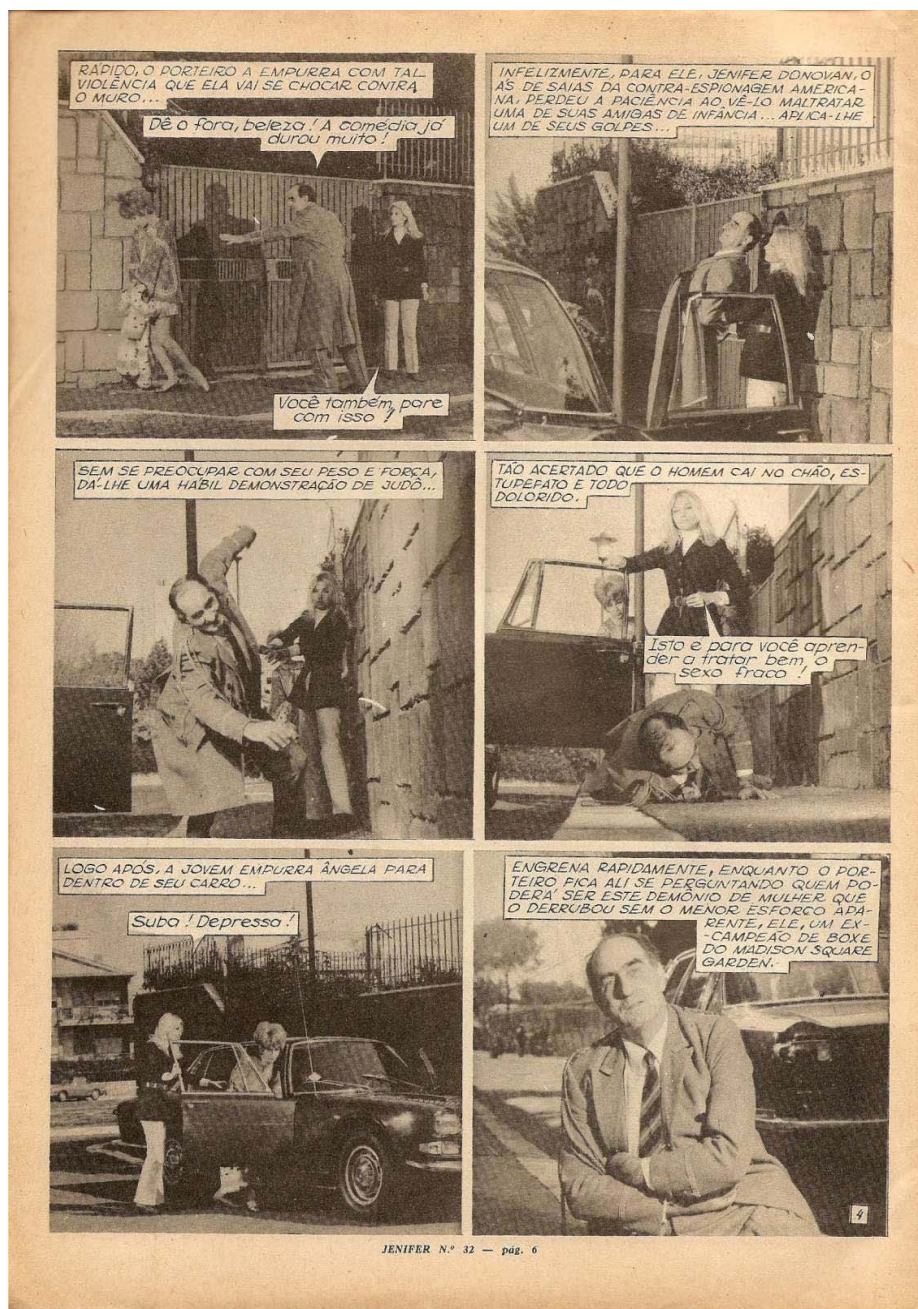 RÁPIDO, O PORTEIRO A EMPURRA COM TAL
VIOLÊNCIA QUE ELA VAI SE CHOCAR CONTRA
O MURO...
Dê o fora, beleza! A comédia já
durou muito!
Você também, pare
com isso!
INFELIZMENTE, PARA ELE, JENIFER DONOVAN, O
ÁS DE SAIAS DA CONTRA-ESPIONAGEM AMERICA-
NA, PERDEU A PACIÊNCIA AO VÊ-LO MALTRATAR
UMA DE SUAS AMIGAS DE INFÂNCIA... APLICA-LHE
UM DE SEUS GOLPES...
SEM SE PREOCUPAR COM SEU PESO E FORÇA,
DÁ-LHE UMA HÁBIL DEMONSTRAÇÃO DE JUDÔ...
TÃO ACERTADO QUE O HOMEM CAI NO CHÃO, ES-
TUPEFATO E TODO
DOLORIDO.
Isto é para você apren-
der a tratar bem o
sexo fraco!
LOGO APÓS, A JOVEM EMPURRA ÂNGELA PARA
DENTRO DE SEU CARRO...
Suba! Depressa!
ENGRENA RAPIDAMENTE, ENQUANTO O POR-
TEIRO FICA ALI SE PERGUNTANDO QUEM PO-
DERÁ SER ESTE DEMÔNIO DE MULHER QUE
O DERRUBOU SEM O MENOR ESFORÇO APA-
RENTE, ELE, UM EX-
-CAMPEÃO DE BOXE
DO MADISON SQUARE
GARDEN.
4
JENIFER N.º 32 — pág. 6